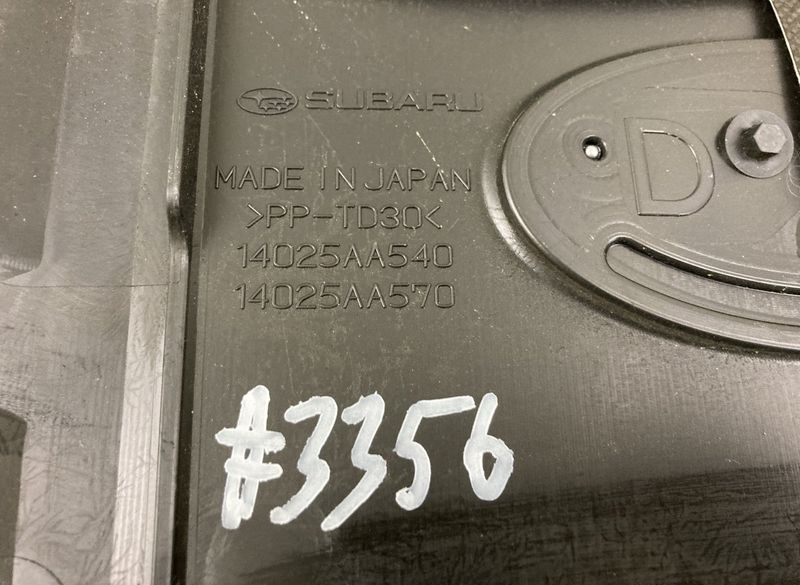 SUBARU
MADE IN JAPAN
>PP-TD30<
14025AA540
14025AA570
D
#3356